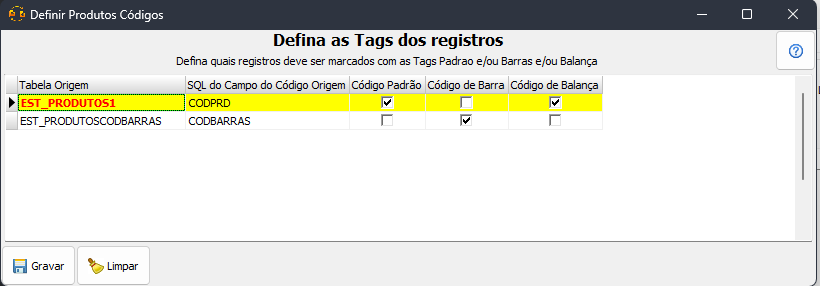 Definir Produtos Códigos
Defina as Tags dos registros
Defina quais registros deve ser marcados com as Tags Padrao e/ou Barras e/ou Balança
Tabela Origem SQL do Campo do Código Origem Código Padrão Código de Barra Código de Balança
EST_PRODUTOS1 CODPRD
EST_PRODUTOSCODBARRAS CODBARRAS
Gravar Limpar